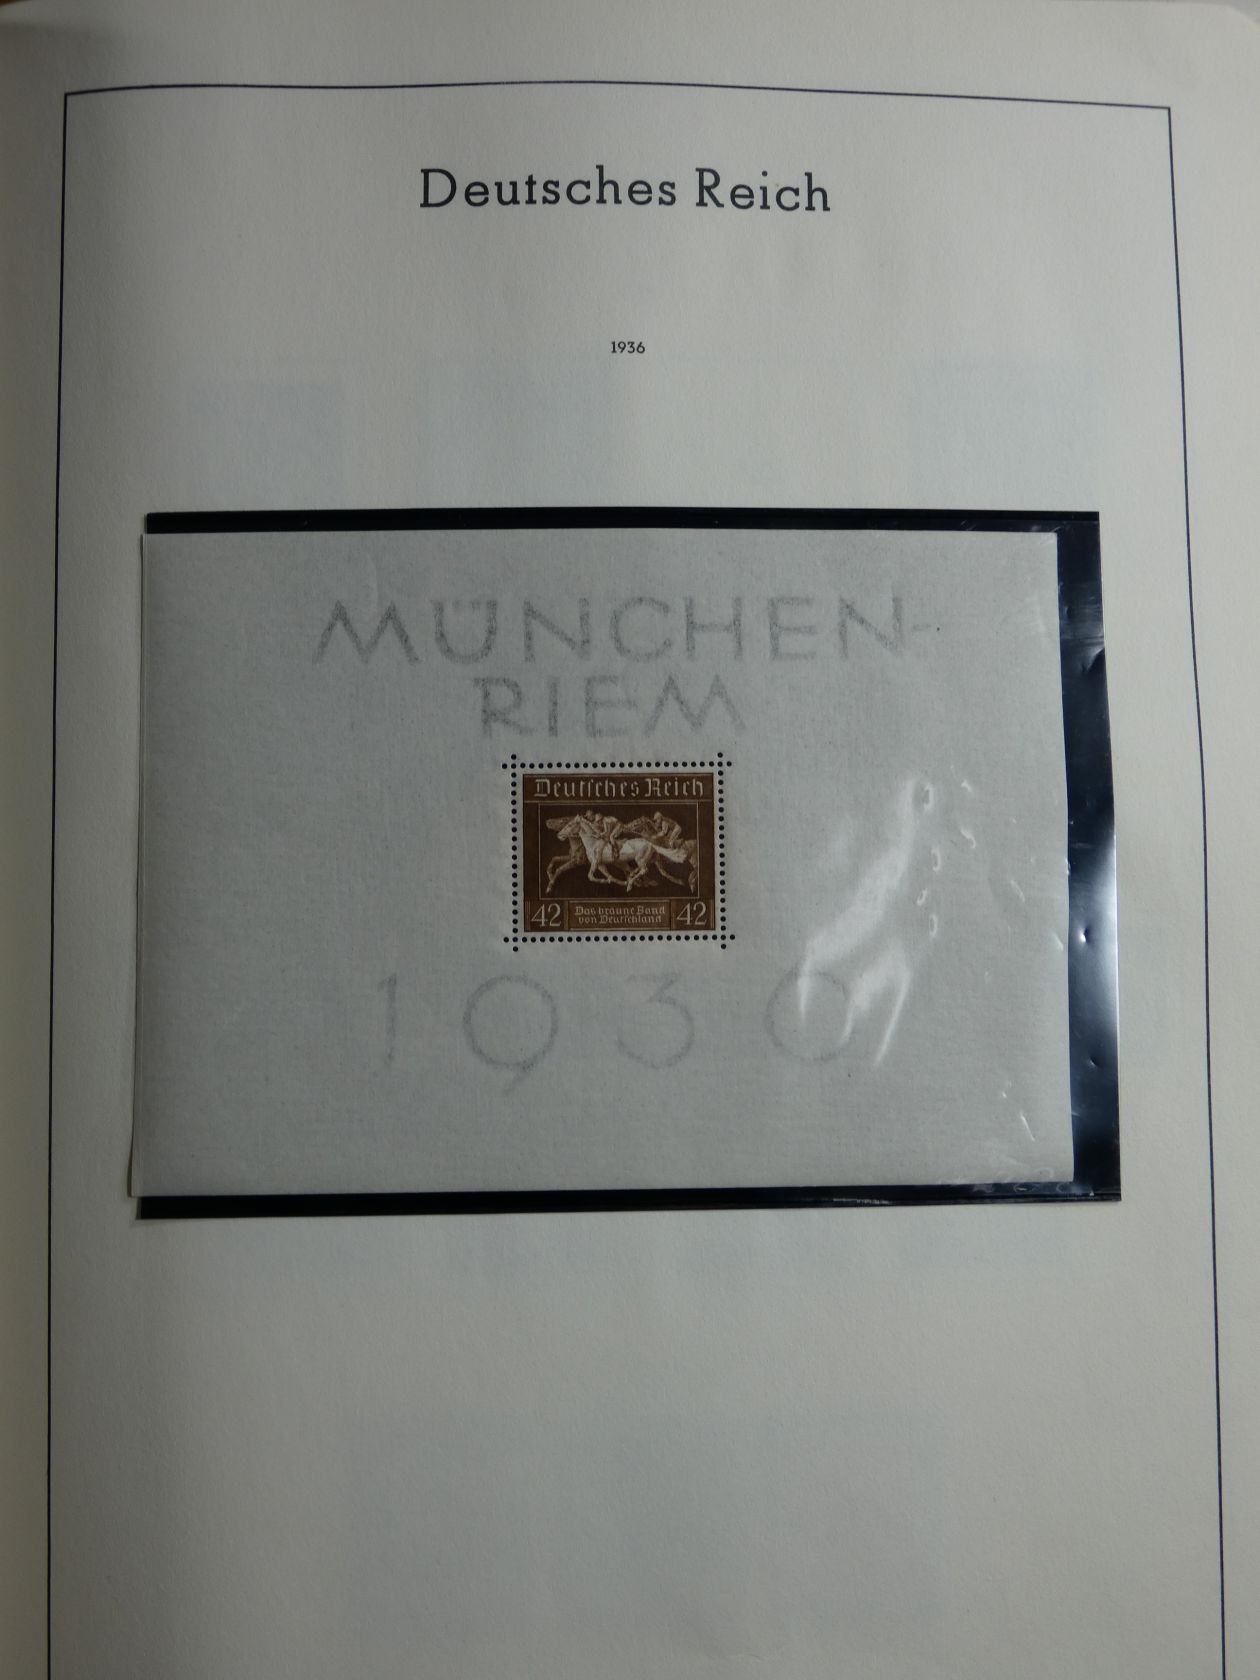 Deutsches Reich
1936
MÜNCHEN-
RIEM
Deutsches Reich
42 Das braune Band 42
von Deutschland
1936